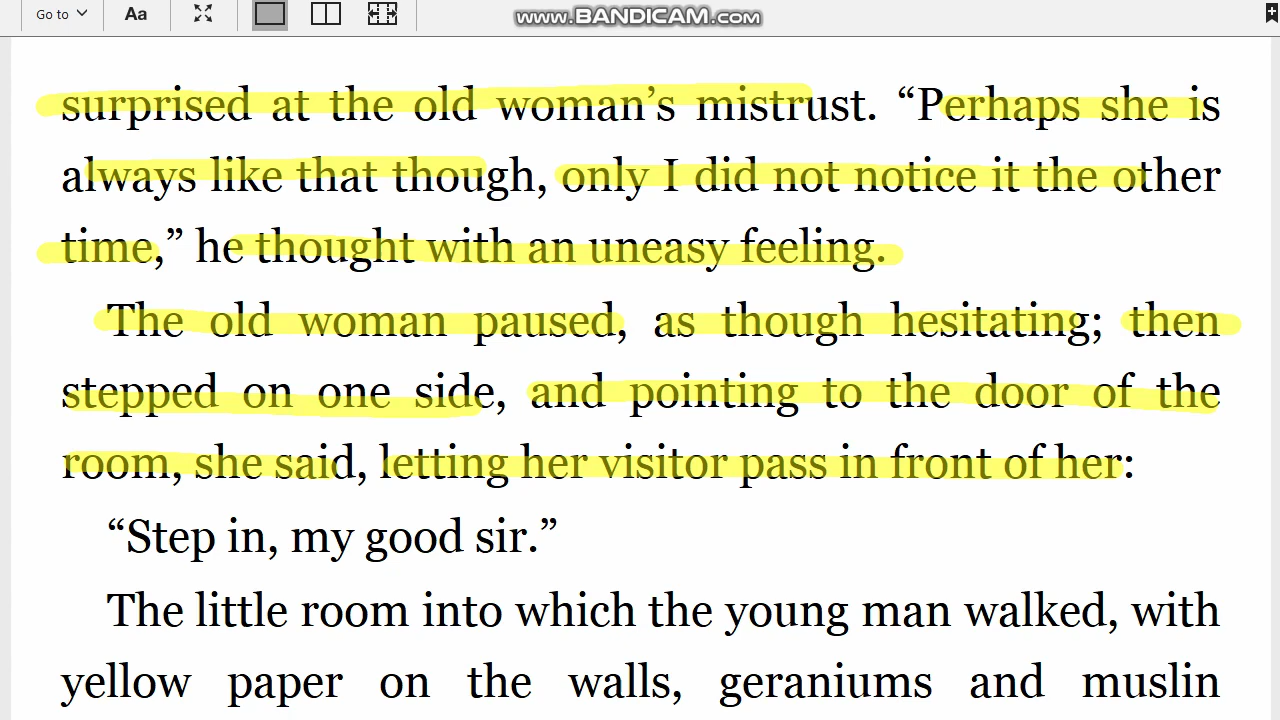 Go to
Aa
www.BANDICAM.com
surprised at the old woman’s mistrust. “Perhaps she is
always like that though, only I did not notice it the other
time,” he thought with an uneasy feeling.
The old woman paused, as though hesitating; then
stepped on one side, and pointing to the door of the
room, she said, letting her visitor pass in front of her:
“Step in, my good sir.”
The little room into which the young man walked, with
yellow paper on the walls, geraniums and muslin